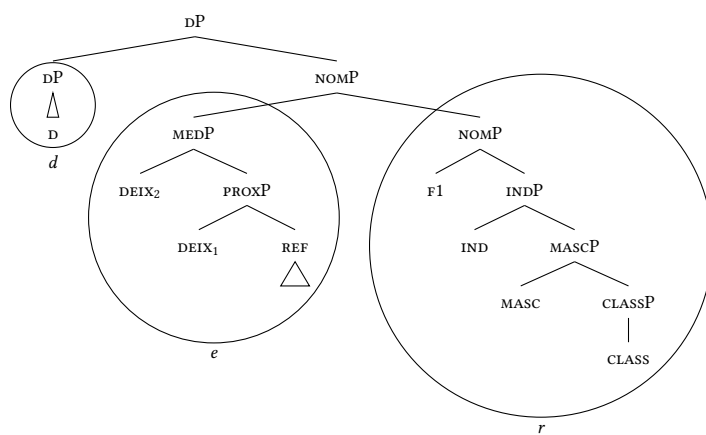 DP
DP NOMP
D MEDP NOMP
d
DEIX₂ PROXP F1 INDP
DEIX₁ REF IND MASCP
MASC CLASSP
e
CLASS
r